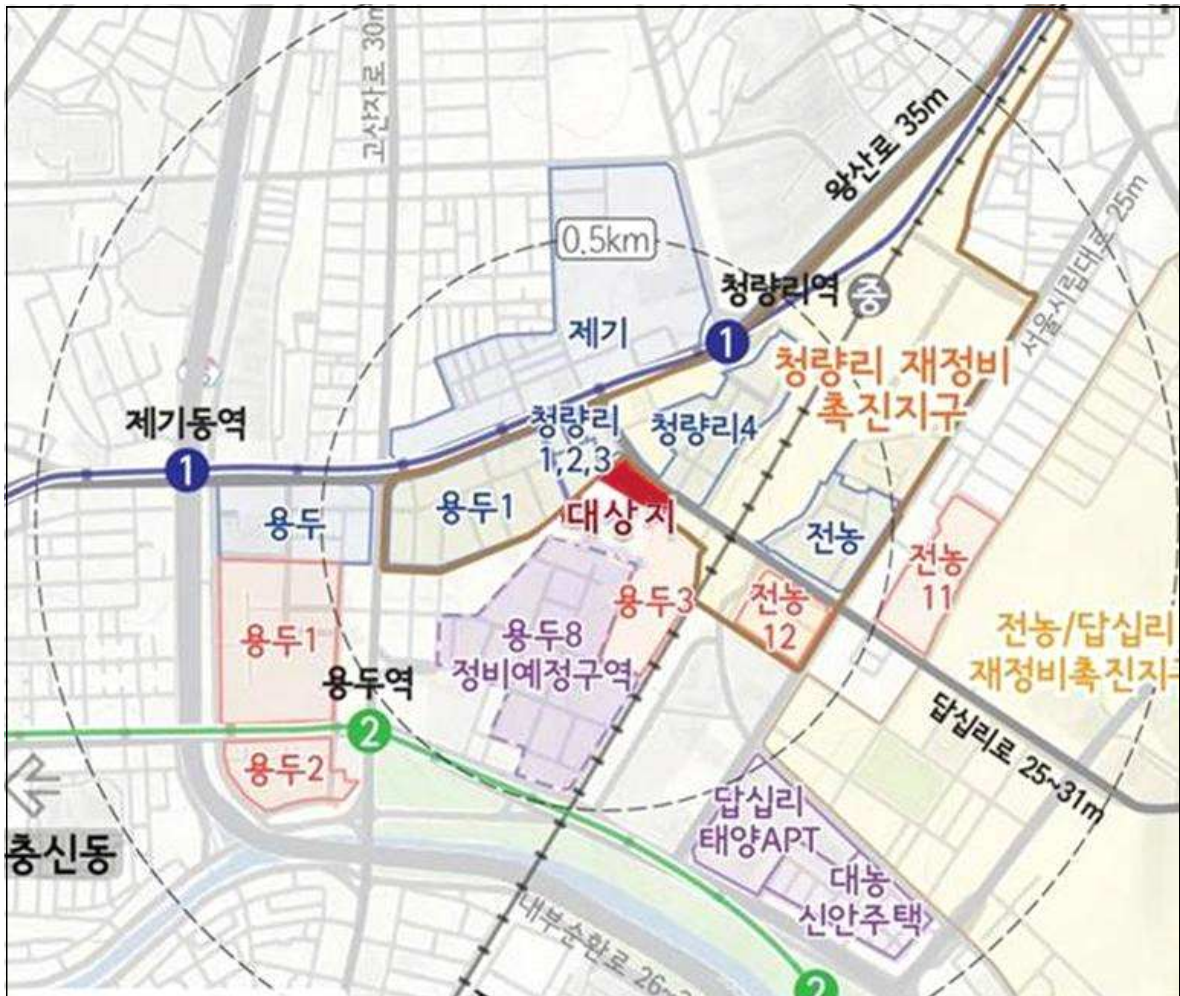 고산자로 30m
왕산로 35m
서울시립대로 25m
0.5km
청량리역
중
1
제기
청량리 재정비
촉진지구
제기동역
1
청량리
1,2,3
청량리4
용두
용두1
대상지
전농
전농
11
용두3
전농
12
용두1
용두8
정비예정구역
전농/답십리
재정비촉진지구
용두역
2
답십리로 25~31m
용두2
답십리
태양APT
충신동
대농
신안주택
내부순환로 26~
2